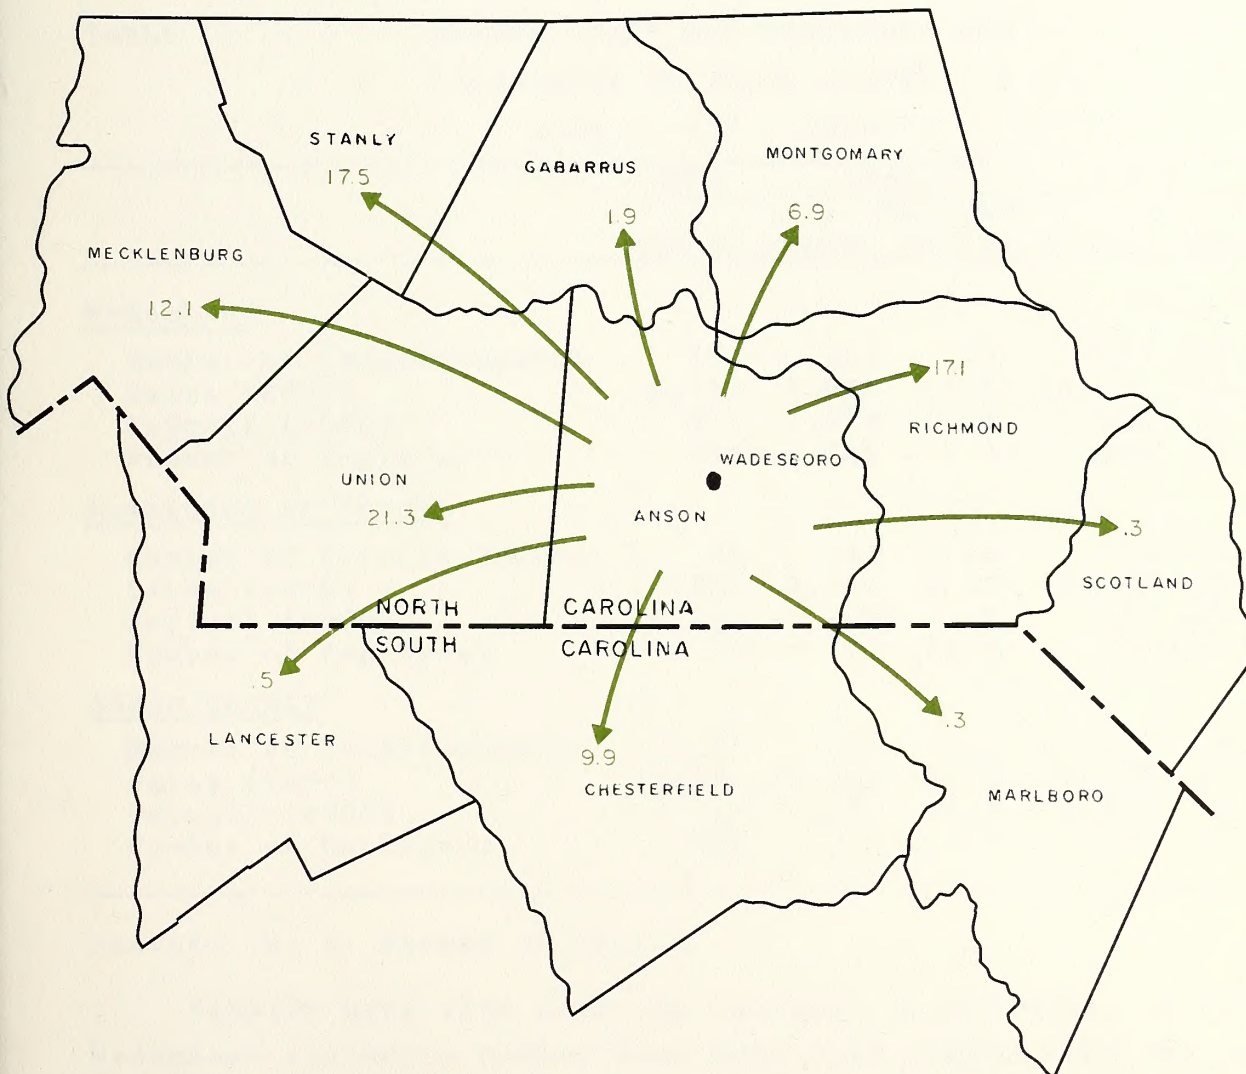 STANLY
17.5
GABARRUS
1.9
MONTGOMARY
6.9
MECKLENBURG
12.1
17.1
RICHMOND
WADESBORO
UNION
21.3
ANSON
.3
SCOTLAND
NORTH CAROLINA
SOUTH CAROLINA
.5
LANCESTER
9.9
CHESTERFIELD
.3
MARLBORO